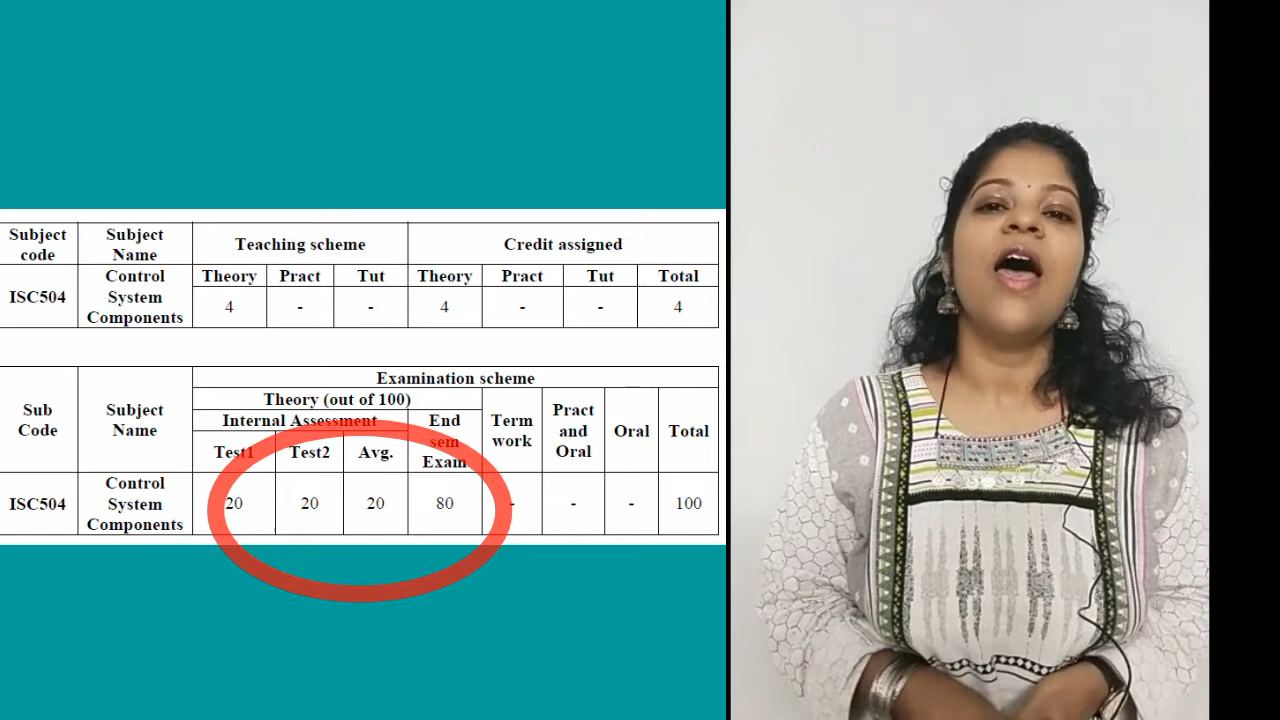 Subject code Subject Name Teaching scheme Credit assigned
ISC504 Control System Components Theory Pract Tut Theory Pract Tut Total
4 - - 4 - - 4
Sub Code Subject Name Examination scheme
Theory (out of 100) Term work Pract and Oral Oral Total
Internal Assessment End sem Exam
Test1 Test2 Avg.
ISC504 Control System Components 20 20 20 80 - - - 100